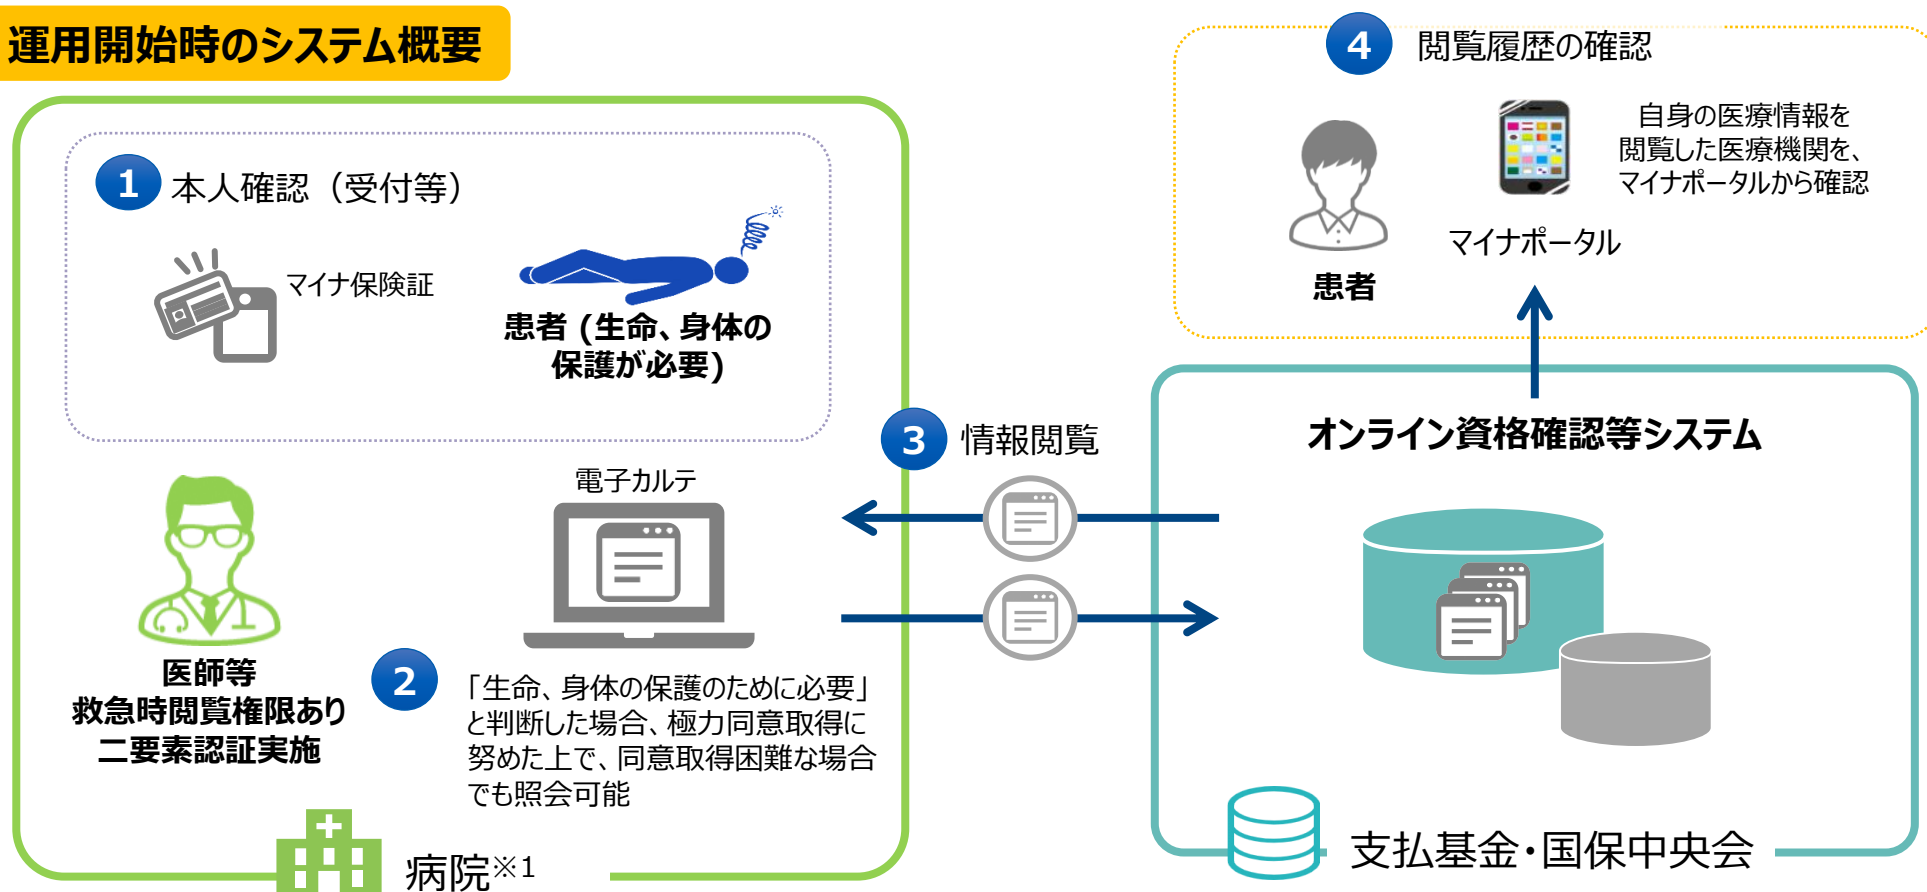 運用開始時のシステム概要
1 本人確認（受付等）
マイナ保険証
患者 (生命、身体の
保護が必要)
医師等
救急時閲覧権限あり
二要素認証実施
電子カルテ
2 「生命、身体の保護のために必要」
と判断した場合、極力同意取得に
努めた上で、同意取得困難な場合
でも照会可能
病院※1
3 情報閲覧
4 閲覧履歴の確認
患者
マイナポータル
自身の医療情報を
閲覧した医療機関を、
マイナポータルから確認
オンライン資格確認等システム
支払基金・国保中央会